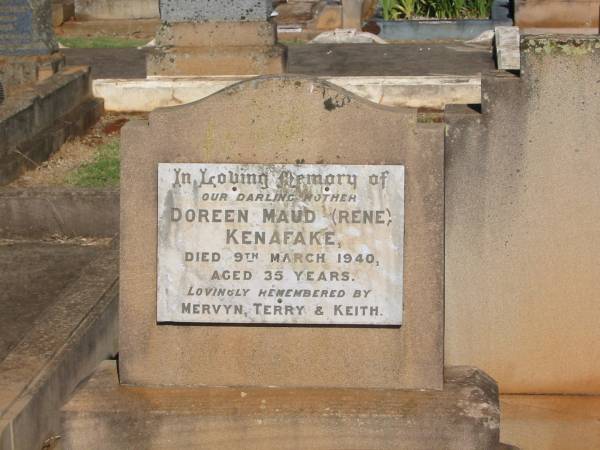 In Loving Memory of
OUR DARLING MOTHER
DOREEN MAUD (RENE)
KENAFAKE,
DIED 9TH MARCH 1940,
AGED 35 YEARS.
LOVINGLY REMEMBERED BY
MERVYN, TERRY & KEITH.